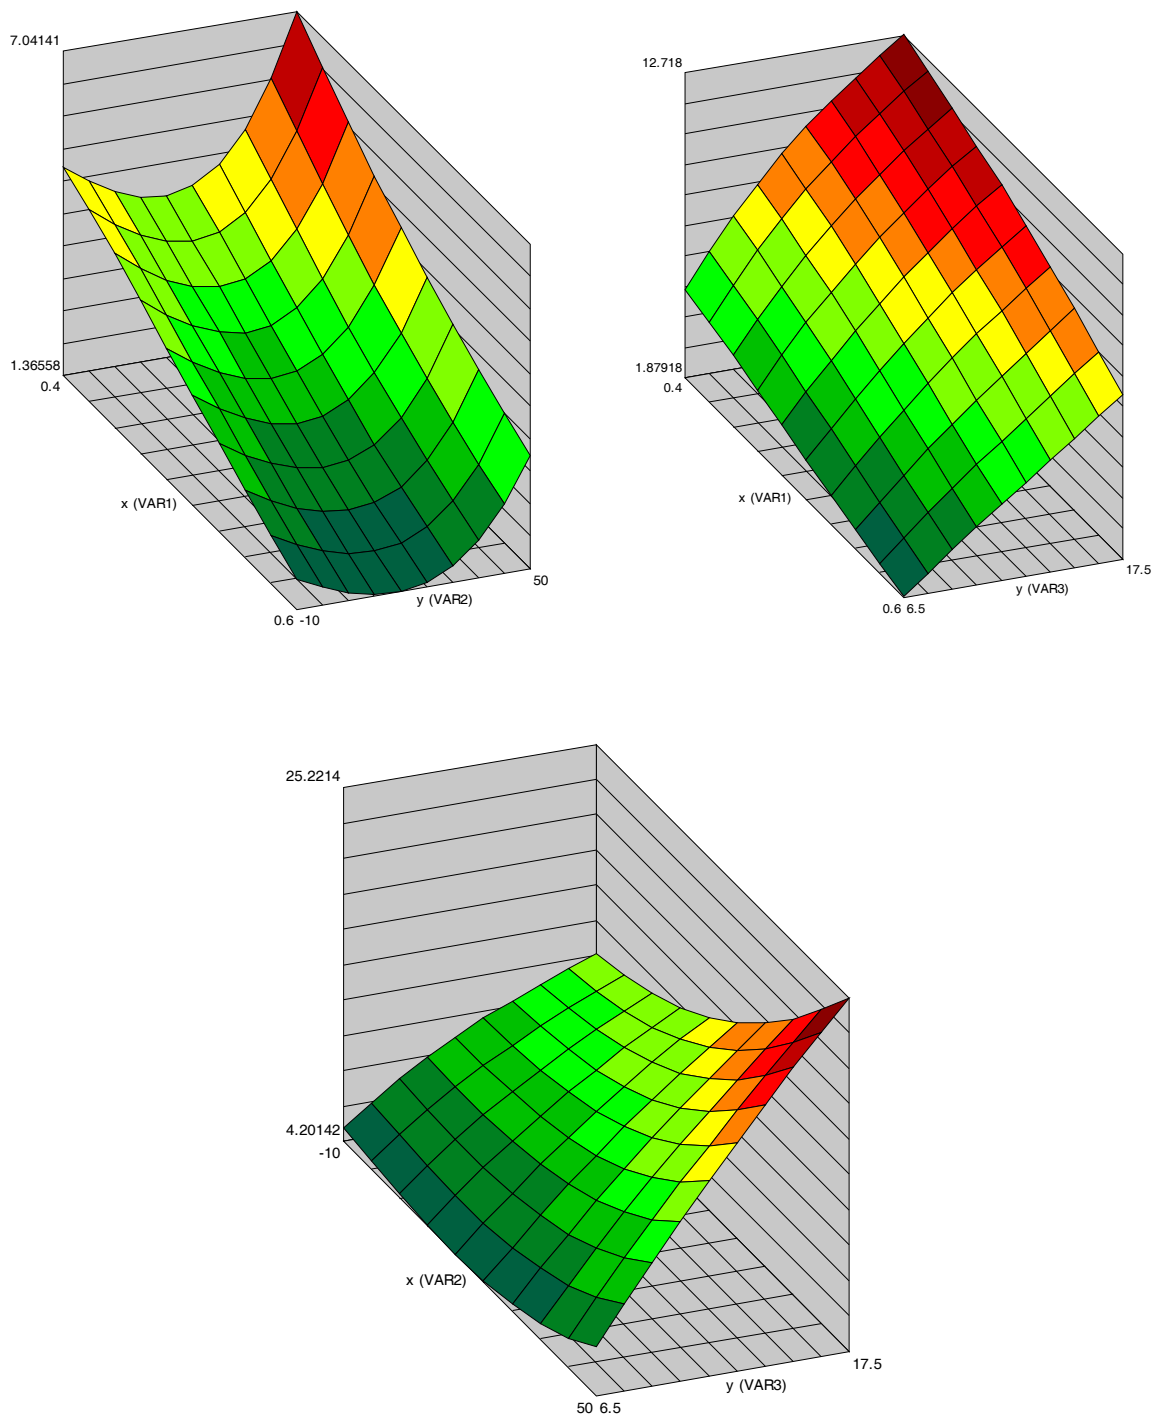 7.04141
1.36558
0.4
x (VAR1)
0.6 -10
y (VAR2)
50
12.718
1.87918
0.4
x (VAR1)
0.6 6.5
y (VAR3)
17.5
25.2214
4.20142
-10
x (VAR2)
50 6.5
y (VAR3)
17.5